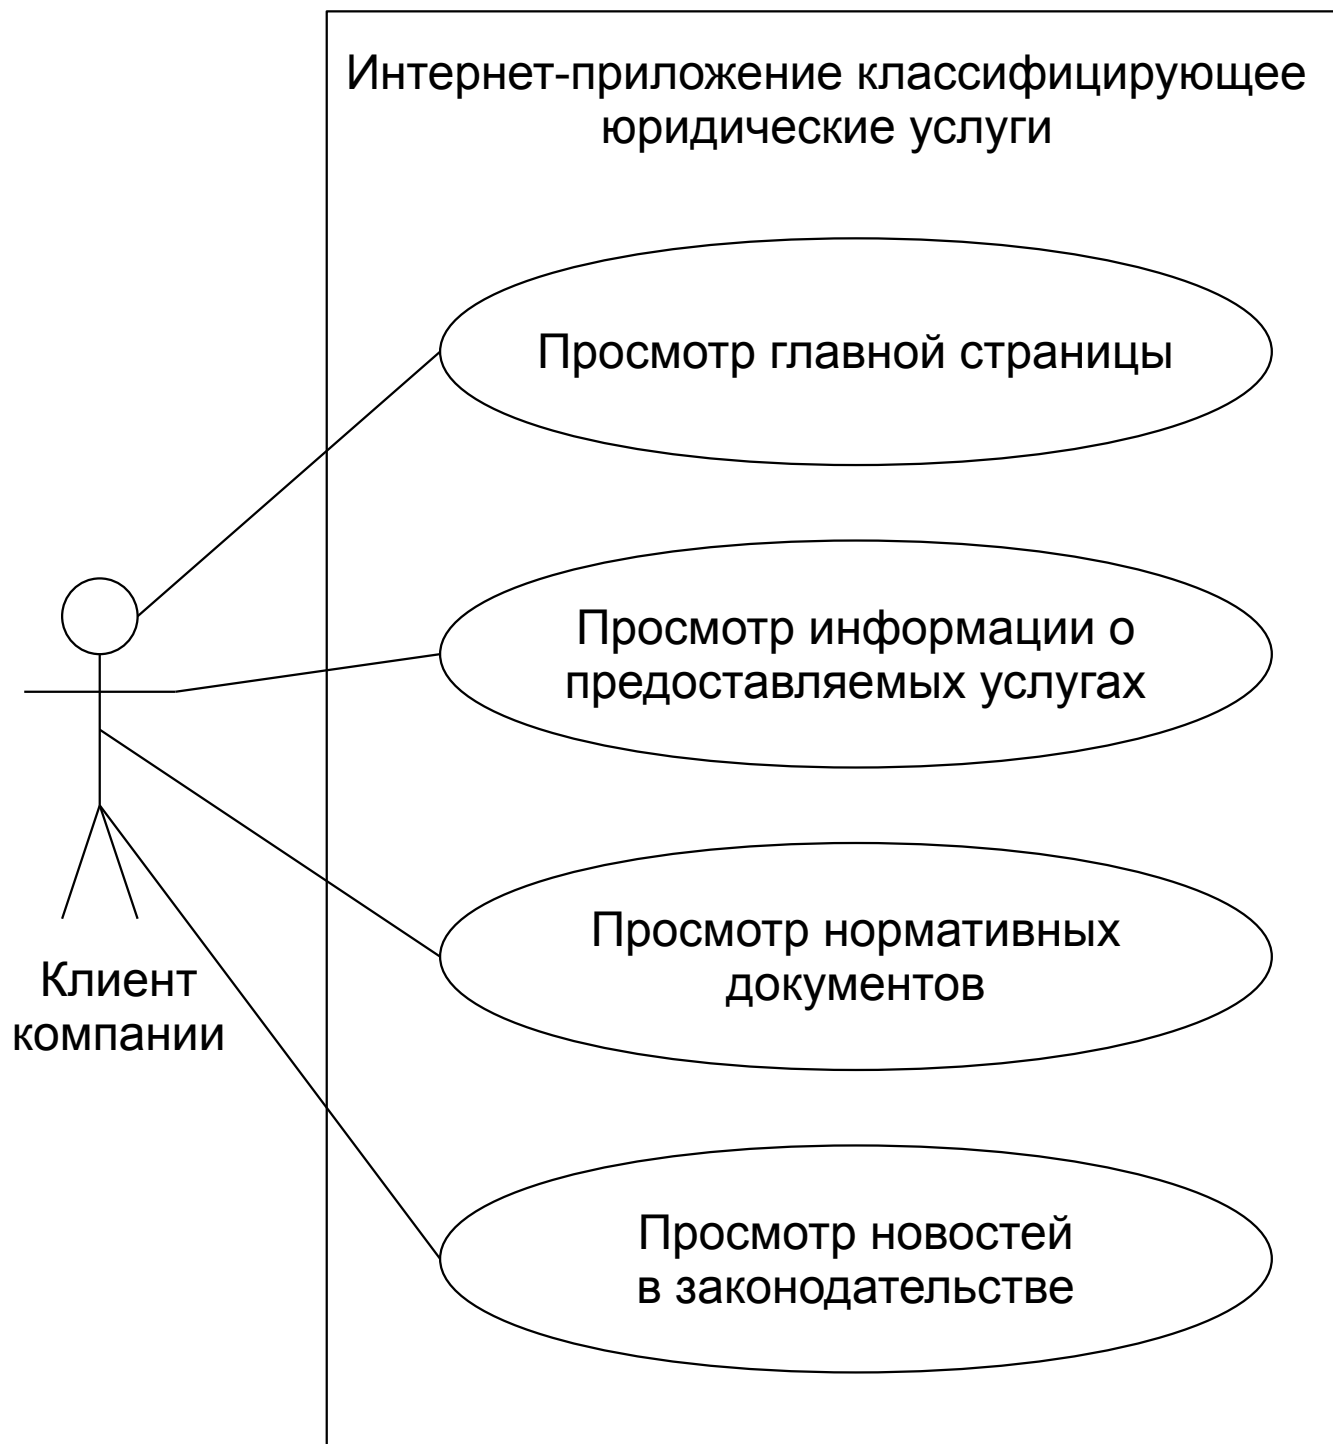 Интернет-приложение классифицирующее
юридические услуги
Просмотр главной страницы
Просмотр информации о
предоставляемых услугах
Просмотр нормативных
документов
Клиент
компании
Просмотр новостей
в законодательстве